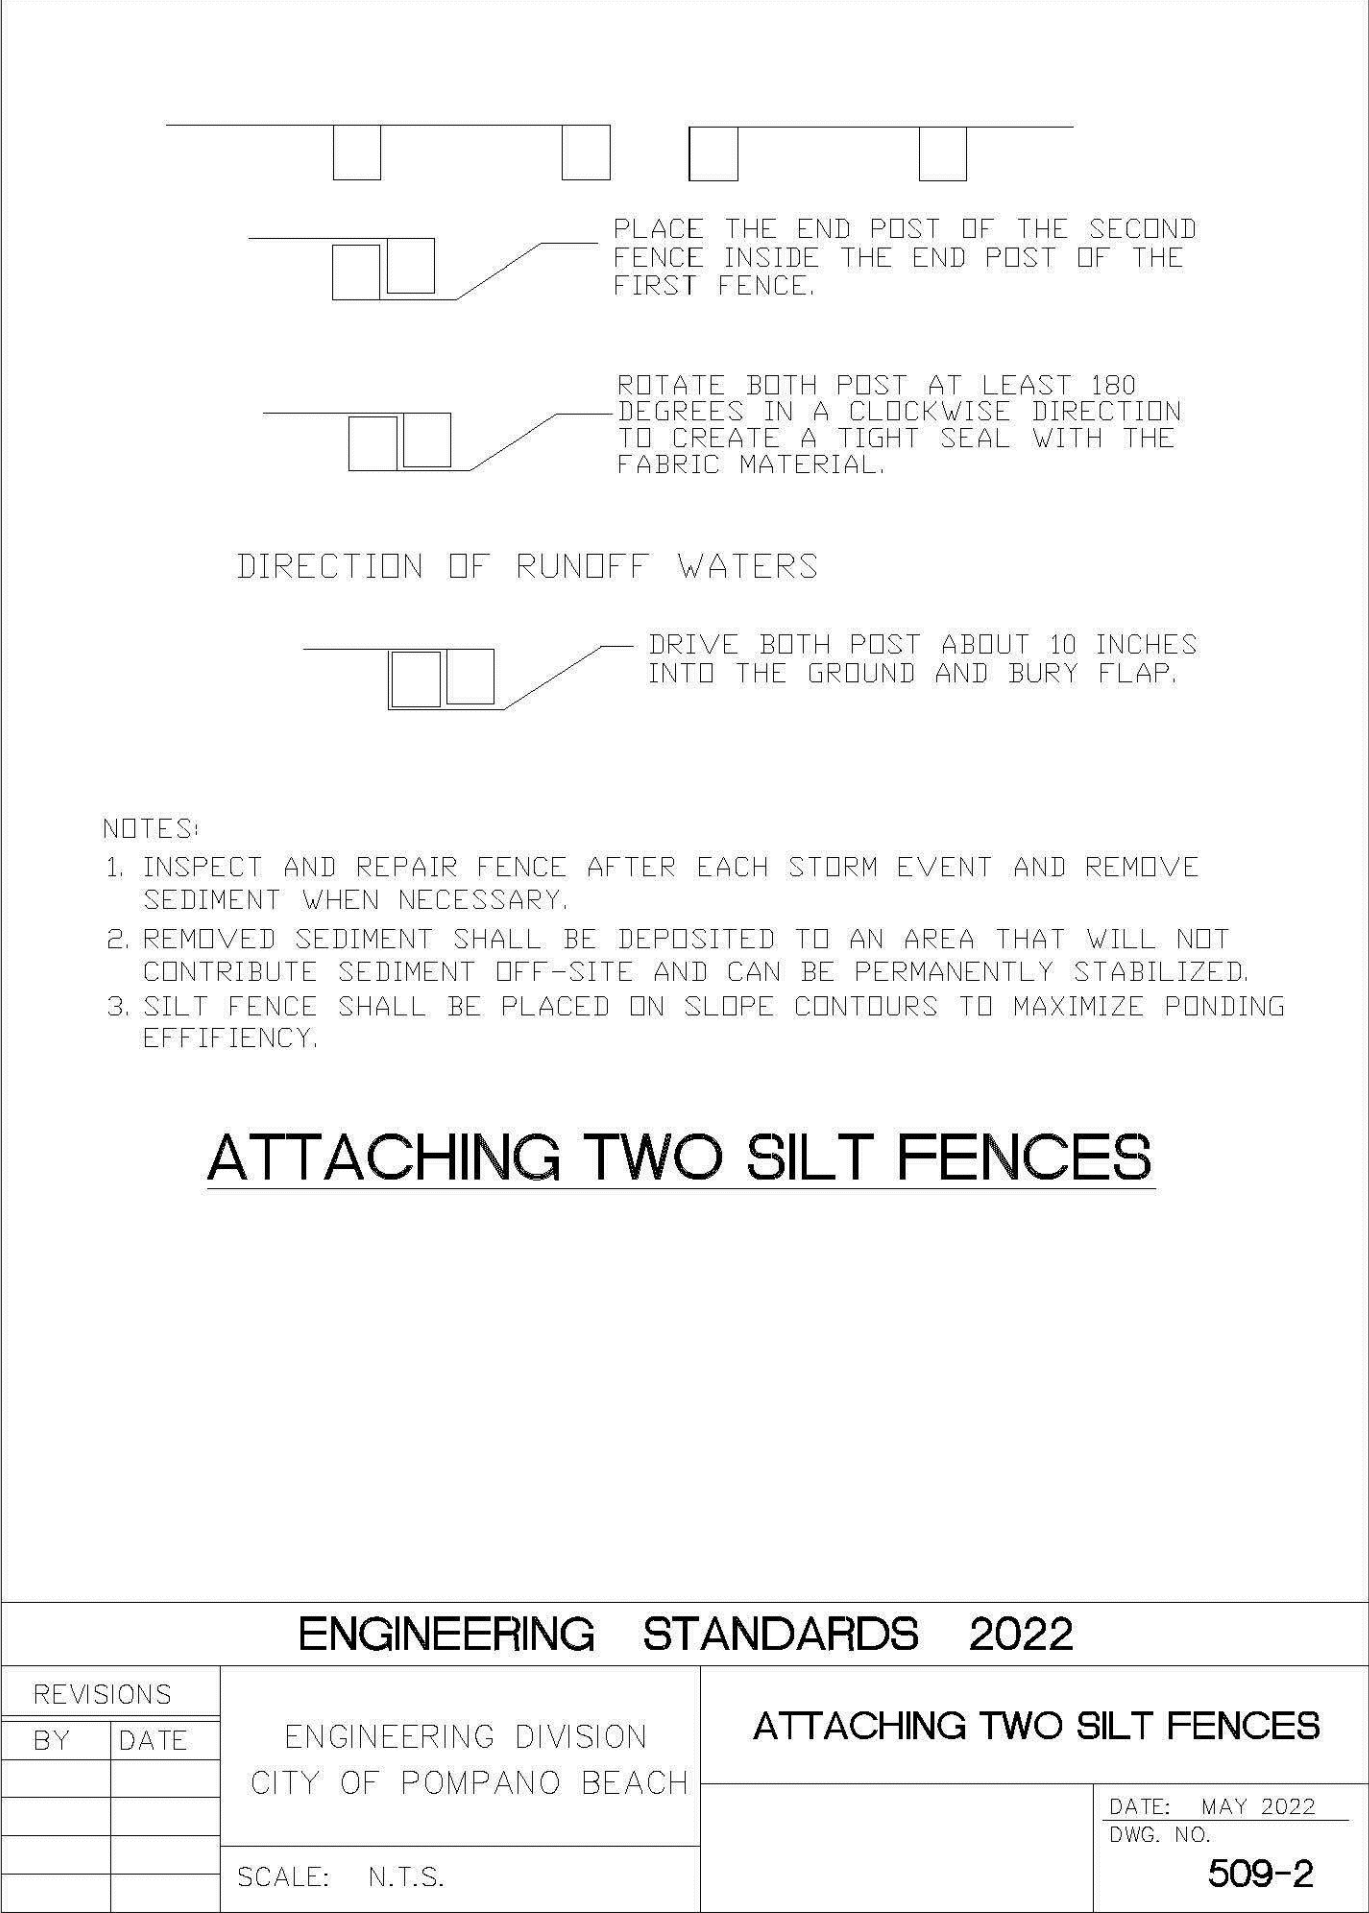 PLACE THE END POST OF THE SECOND
FENCE INSIDE THE END POST OF THE
FIRST FENCE.
ROTATE BOTH POST AT LEAST 180
DEGREES IN A CLOCKWISE DIRECTION
TO CREATE A TIGHT SEAL WITH THE
FABRIC MATERIAL.
DIRECTION OF RUNOFF WATERS
DRIVE BOTH POST ABOUT 10 INCHES
INTO THE GROUND AND BURY FLAP.
NOTES:
1. INSPECT AND REPAIR FENCE AFTER EACH STORM EVENT AND REMOVE
SEDIMENT WHEN NECESSARY.
2. REMOVED SEDIMENT SHALL BE DEPOSITED TO AN AREA THAT WILL NOT
CONTRIBUTE SEDIMENT OFF-SITE AND CAN BE PERMANENTLY STABILIZED.
3. SILT FENCE SHALL BE PLACED ON SLOPE CONTOURS TO MAXIMIZE PONDING
EFFIFIENCY.
ATTACHING TWO SILT FENCES
ENGINEERING STANDARDS 2022
REVISIONS
BY DATE
ENGINEERING DIVISION
CITY OF POMPANO BEACH
SCALE: N.T.S.
ATTACHING TWO SILT FENCES
DATE: MAY 2022
DWG. NO.
509-2